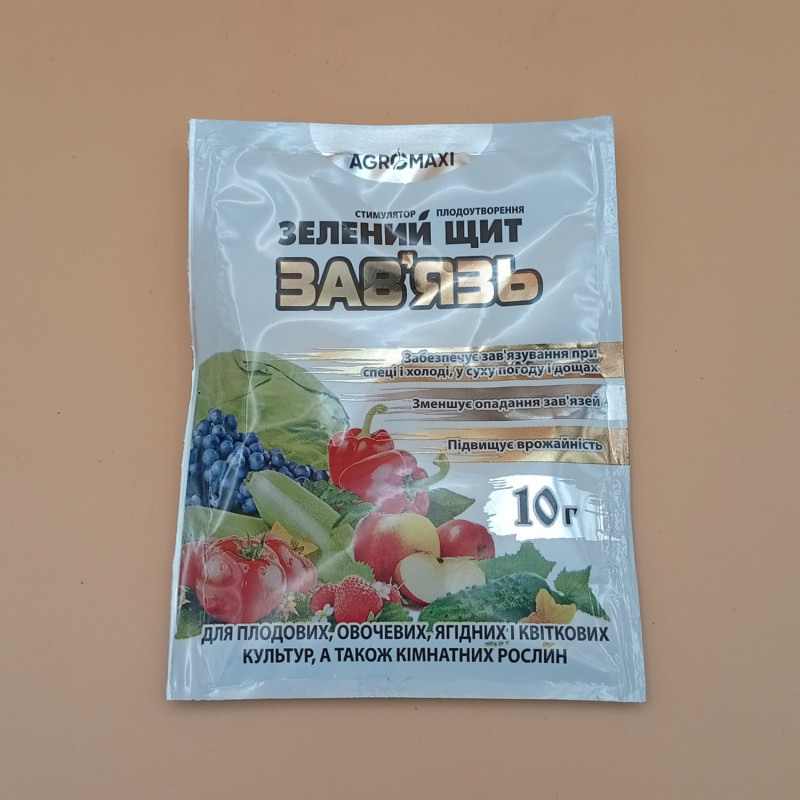 AGROMAXI
СТИМУЛЯТОР ПЛОДОУТВОРЕННЯ
ЗЕЛЕНИЙ ЩИТ
ЗАВ'ЯЗЬ
Забезпечує зав'язування при
спеці і холоді, у суху погоду і дощах
Зменшує опадання зав'язей
Підвищує врожайність
10 г
ДЛЯ ПЛОДОВИХ, ОВОЧЕВИХ, ЯГІДНИХ І КВІТКОВИХ
КУЛЬТУР, А ТАКОЖ КІМНАТНИХ РОСЛИН